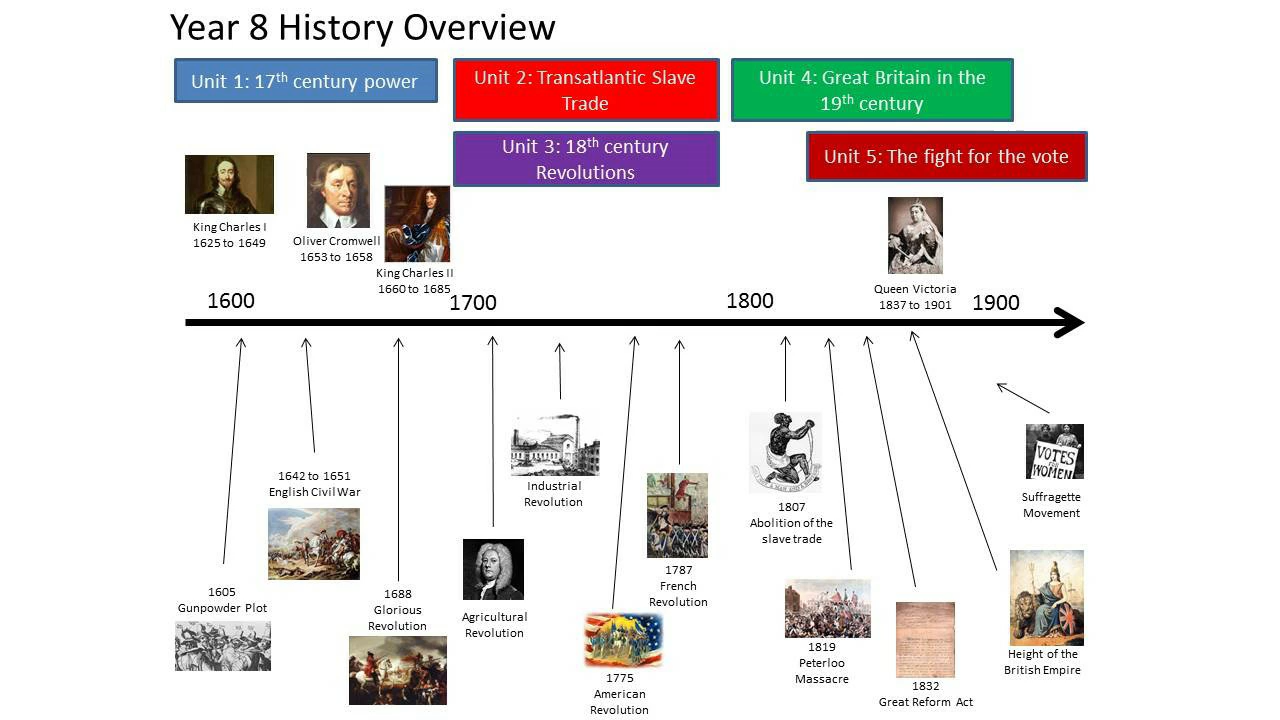 Year 8 History Overview
Unit 1: 17th century power
Unit 2: Transatlantic Slave
Trade
Unit 4: Great Britain in the
19th century
Unit 3: 18th century
Revolutions
Unit 5: The fight for the vote
King Charles I
1625 to 1649
Oliver Cromwell
1653 to 1658
King Charles II
1660 to 1685
Queen Victoria
1837 to 1901
1600
1700
1800
1900
1642 to 1651
English Civil War
Industrial
Revolution
VOTES
FOR
WOMEN
Suffragette
Movement
1807
Abolition of the
slave trade
1605
Gunpowder Plot
1688
Glorious
Revolution
Agricultural
Revolution
1787
French
Revolution
1775
American
Revolution
1819
Peterloo
Massacre
1832
Great Reform Act
Height of the
British Empire